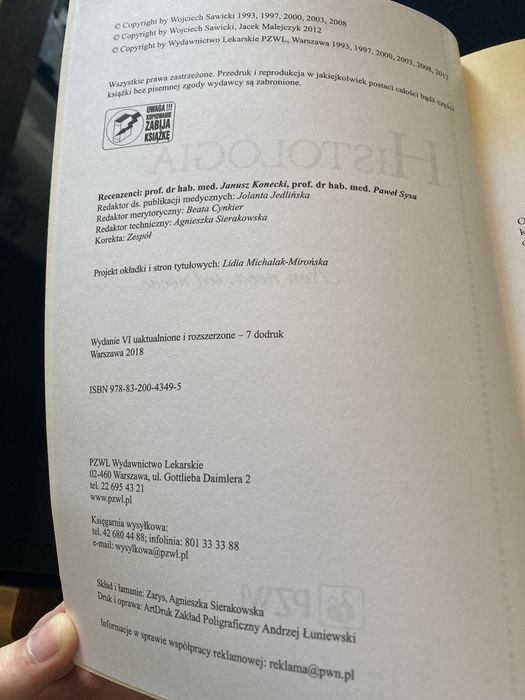 © Copyright by Wojciech Sawicki 1993, 1997, 2000, 2003, 2008
© Copyright by Wojciech Sawicki, Jacek Malejczyk 2012
© Copyright by Wydawnictwo Lekarskie PZWL, Warszawa 1993, 1997, 2000, 2003, 2008, 2012
Wszystkie prawa zastrzeżone. Przedruk i reprodukcja w jakiejkolwiek postaci całości bądź części
książki bez pisemnej zgody wydawcy są zabronione.
UWAGA !!!
KOPIOWANIE
ZABIJA
KSIĄŻKĘ
HISTOLOGIA
Recenzenci: prof. dr hab. med. Janusz Konecki, prof. dr hab. med. Paweł Sysa
Redaktor ds. publikacji medycznych: Jolanta Jedlińska
Redaktor merytoryczny: Beata Cynkier
Redaktor techniczny: Agnieszka Sierakowska
Korekta: Zespół
Projekt okładki i stron tytułowych: Lidia Michalak-Mirońska
Wydanie VI uaktualnione i rozszerzone – 7 dodruk
Warszawa 2018
ISBN 978-83-200-4349-5
PZWL Wydawnictwo Lekarskie
02-460 Warszawa, ul. Gottlieba Daimlera 2
tel. 22 695 43 21
www.pzwl.pl
Księgarnia wysyłkowa:
tel. 42 680 44 88; infolinia: 801 33 33 88
e-mail: wysylkowa@pzwl.pl
PZWL
Skład i łamanie: Zarys, Agnieszka Sierakowska
Druk i oprawa: ArtDruk Zakład Poligraficzny Andrzej Łuniewski
Informacje w sprawie współpracy reklamowej: reklama@pwn.pl